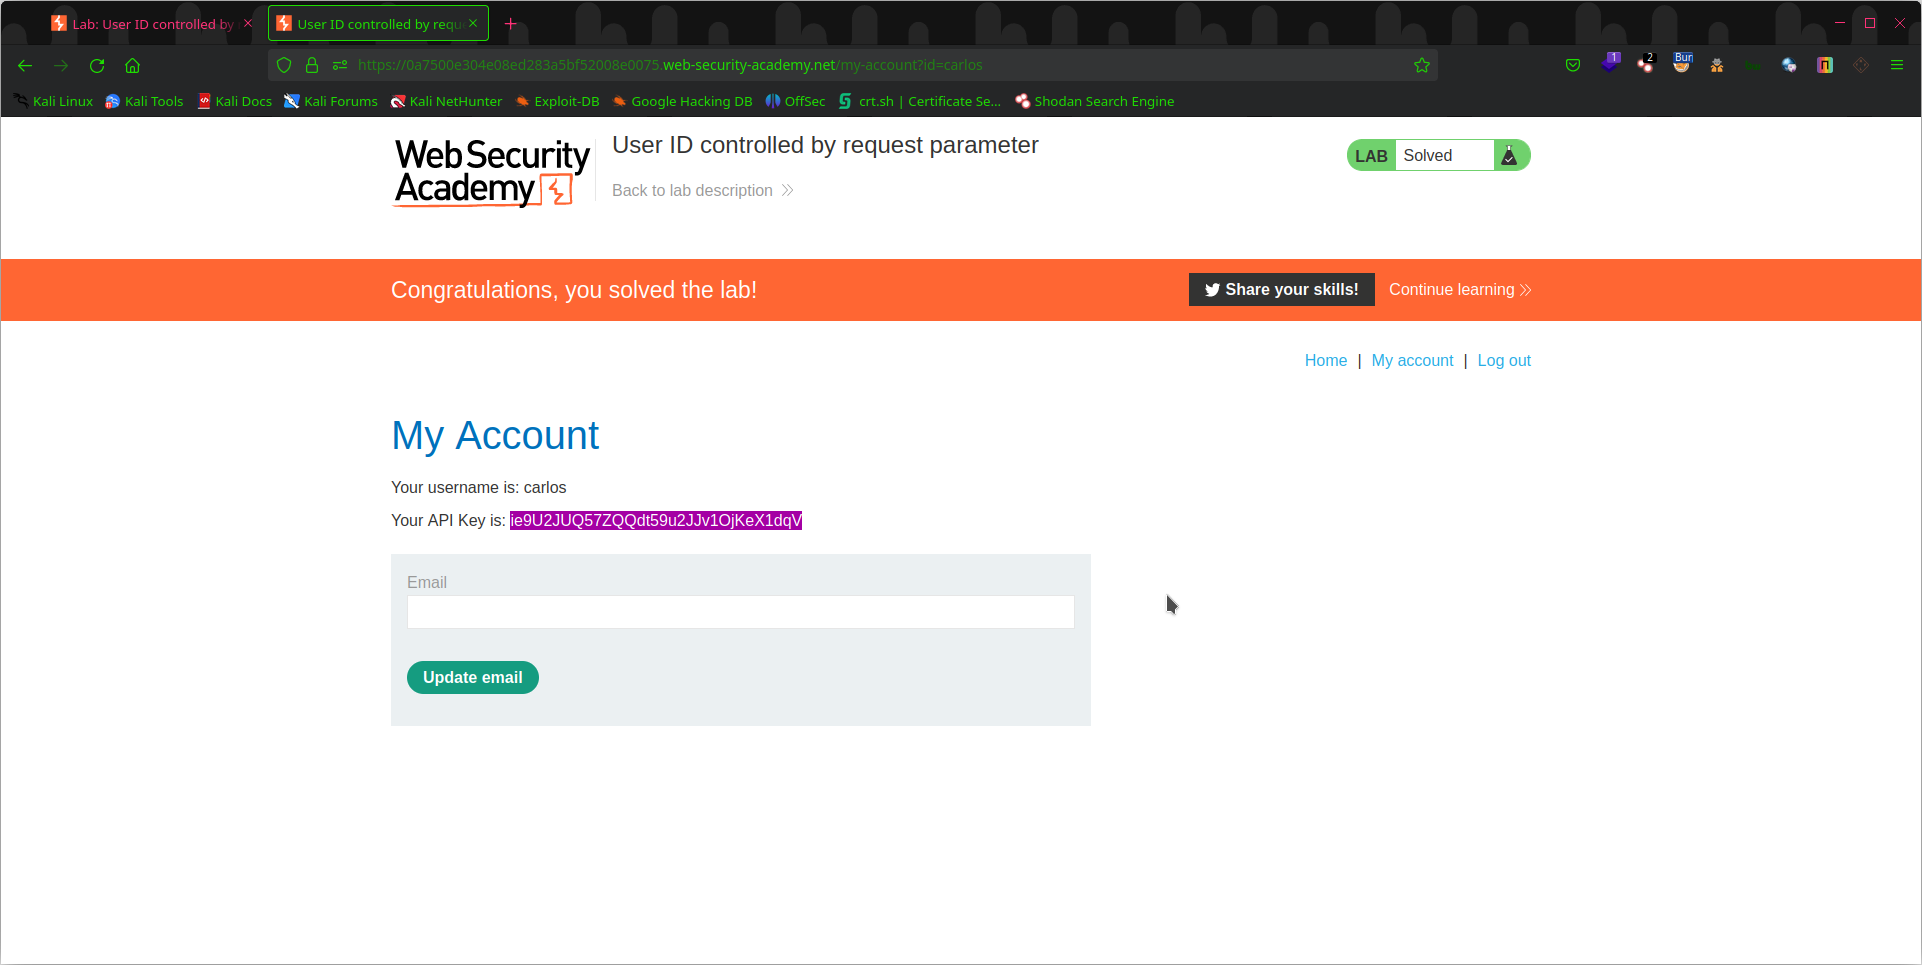 Lab: User ID controlled by
User ID controlled by requ
https://0a7500e304e08ed283a5bf52008e0075.web-security-academy.net/my-account?id=carlos
1
2
Bur
Kali Linux
Kali Tools
Kali Docs
Kali Forums
Kali NetHunter
Exploit-DB
Google Hacking DB
OffSec
crt.sh | Certificate Se...
Shodan Search Engine
Web Security
Academy
User ID controlled by request parameter
Back to lab description
LAB Solved
Congratulations, you solved the lab!
Share your skills!
Continue learning
Home | My account | Log out
My Account
Your username is: carlos
Your API Key is: ie9U2JUQ57ZQQdt59u2JJv1OjKeX1dqV
Email
Update email